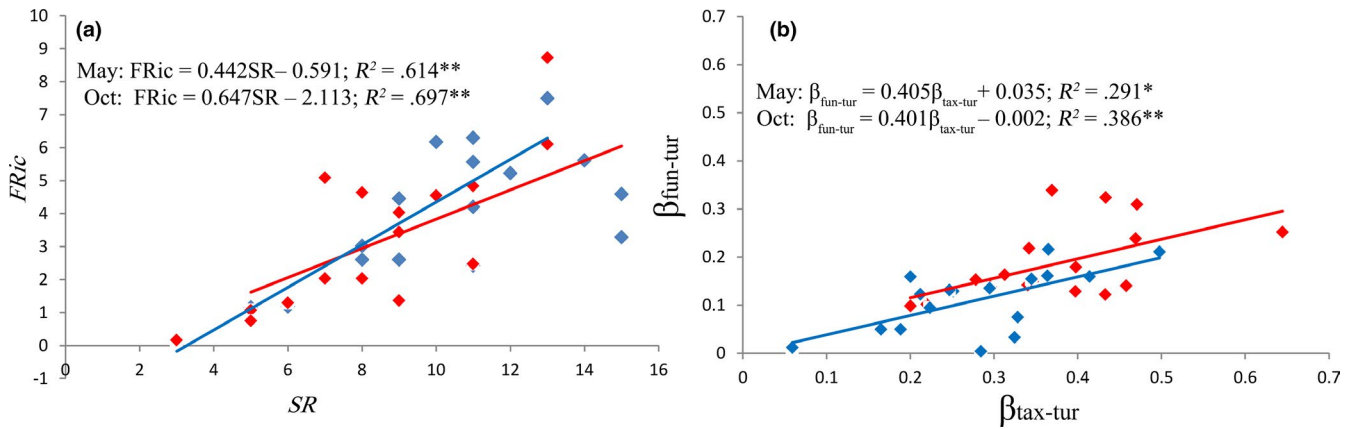 (a)
May: FRic = 0.442SR– 0.591; R² = .614**
Oct: FRic = 0.647SR – 2.113; R² = .697**
10
9
8
7
6
5
4
3
2
1
0
-1
FRic
0 2 4 6 8 10 12 14 16
SR
(b)
May: βfun-tur = 0.405βtax-tur + 0.035; R² = .291*
Oct: βfun-tur = 0.401βtax-tur – 0.002; R² = .386**
0.7
0.6
0.5
0.4
0.3
0.2
0.1
0
βfun-tur
0 0.1 0.2 0.3 0.4 0.5 0.6 0.7
βtax-tur